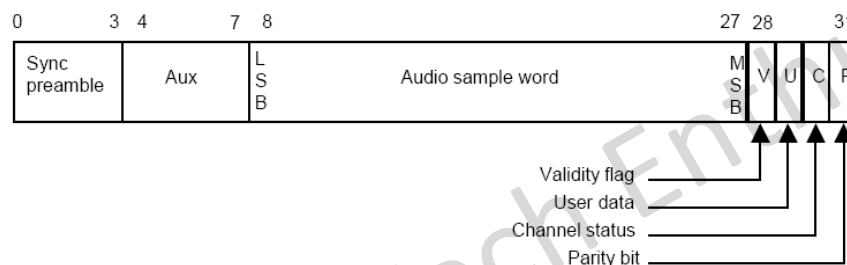 0 3 4 7 8 27 28 31
Sync
preamble
Aux
L
S
B
Audio sample word
M
S
B
V U C P
Validity flag
User data
Channel status
Parity bit